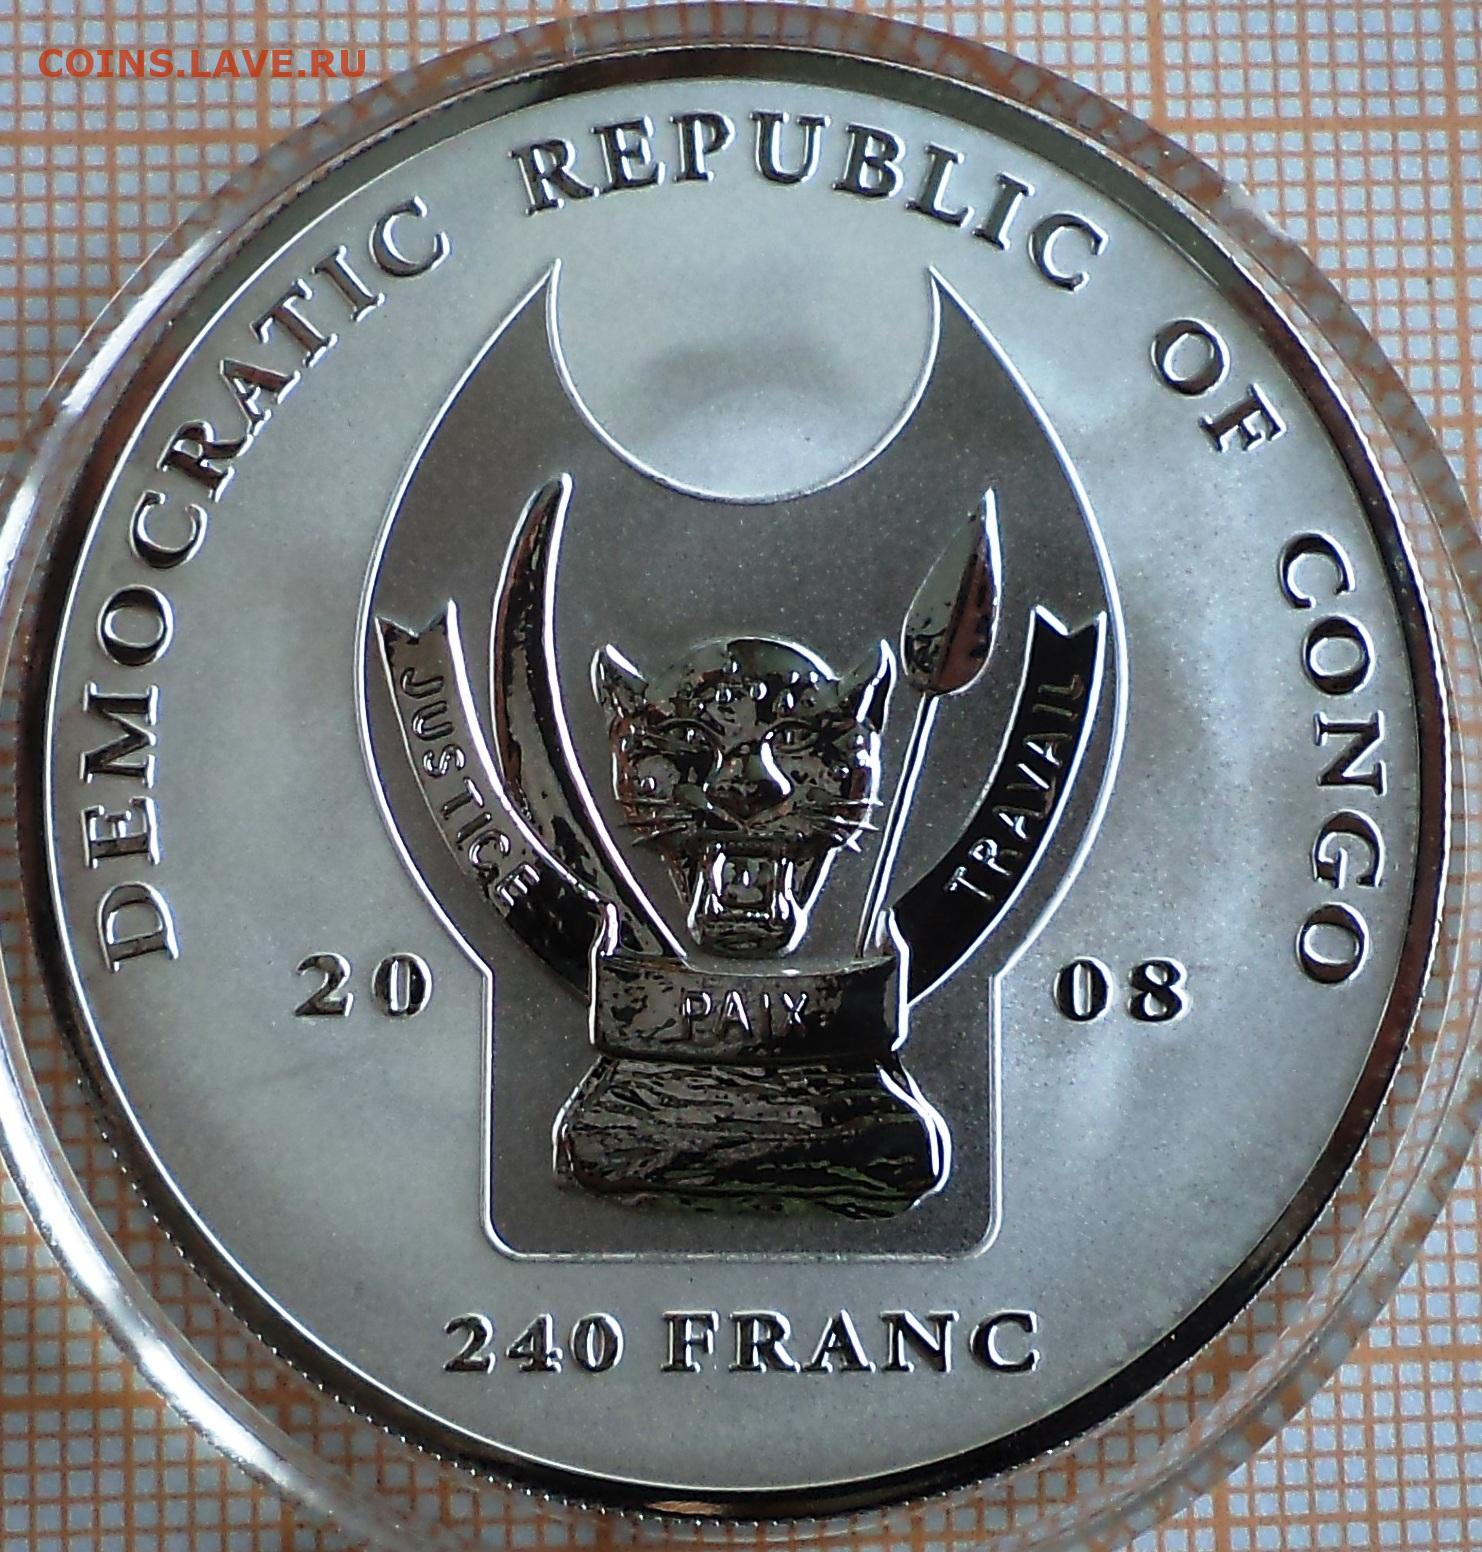 COINS.LAVE.RU
DEMOCRATIC REPUBLIC OF CONGO
JUSTICE
TRAVAIL
PAIX
20 08
240 FRANC